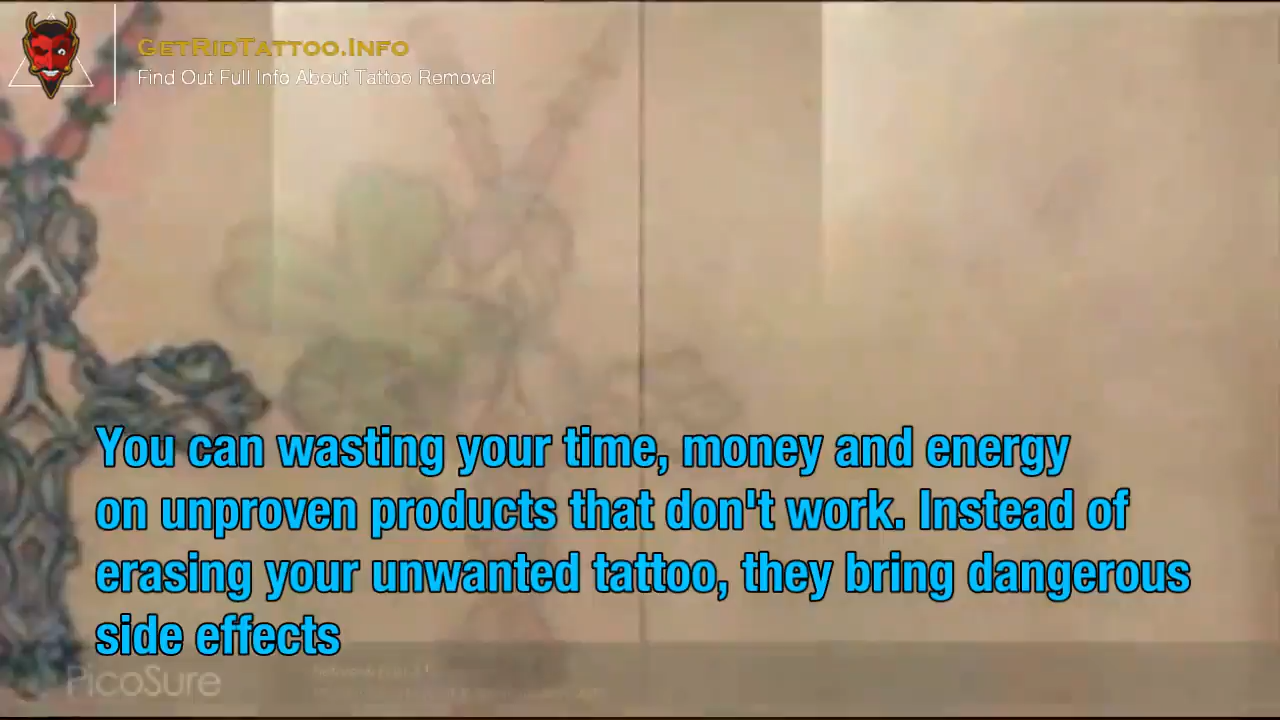 GetRidTattoo.Info
Find Out Full Info About Tattoo Removal
You can wasting your time, money and energy
on unproven products that don't work. Instead of
erasing your unwanted tattoo, they bring dangerous
side effects
PicoSure